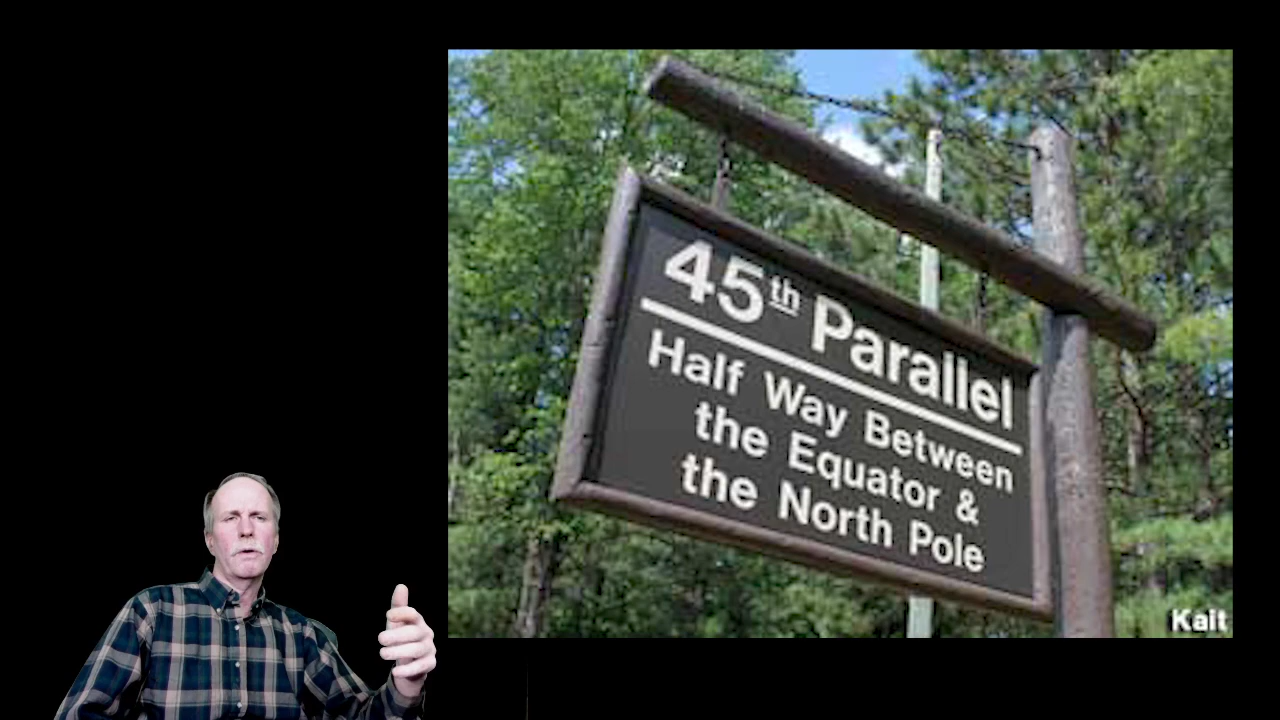 45th Parallel
Half Way Between
the Equator &
the North Pole
Kait